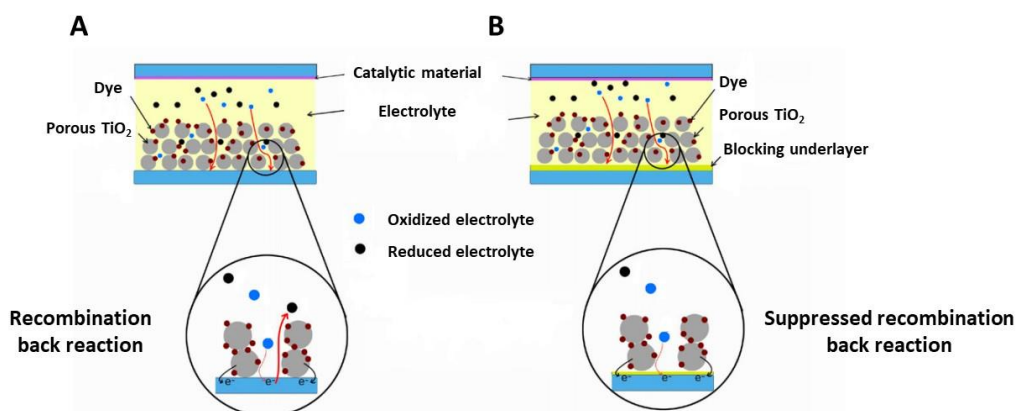 A
B
Catalytic material
Dye
Dye
Electrolyte
Porous TiO₂
Porous TiO₂
Blocking underlayer
Oxidized electrolyte
Reduced electrolyte
Recombination
back reaction
Suppressed recombination
back reaction
e⁻ e⁻ e⁻
e⁻ e⁻ e⁻